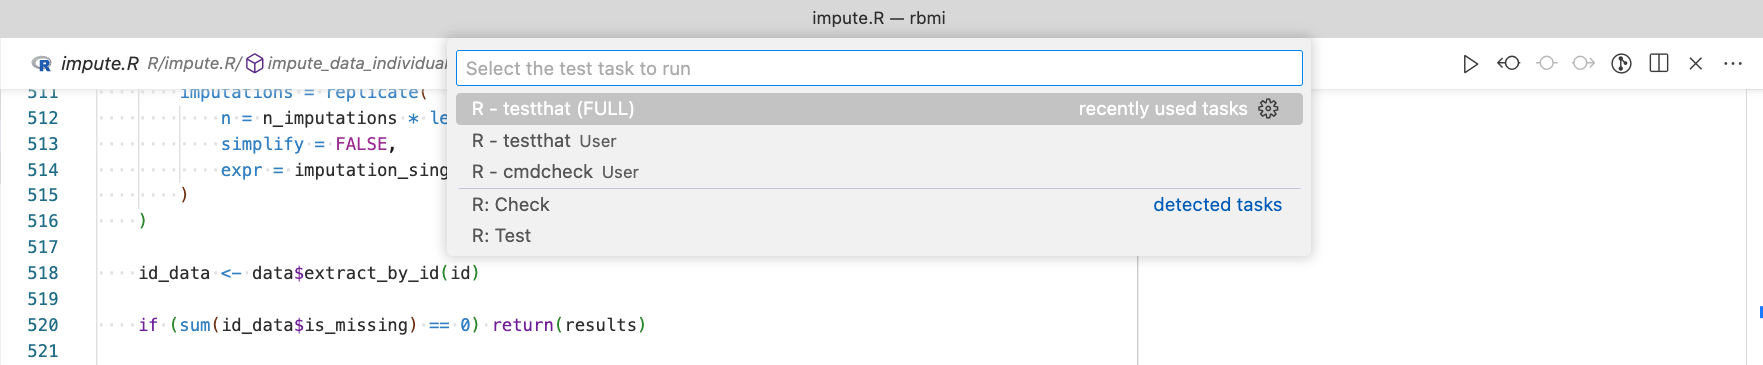 impute.R — rbmi
impute.R R/impute.R/ impute_data_individual
Select the test task to run
R - testthat (FULL) recently used tasks
R - testthat User
R - cmdcheck User
R: Check detected tasks
R: Test
511 imputations = replicate(
512 n = n_imputations * le
513 simplify = FALSE,
514 expr = imputation_sing
515 )
516 )
517
518 id_data <- data$extract_by_id(id)
519
520 if (sum(id_data$is_missing) == 0) return(results)
521